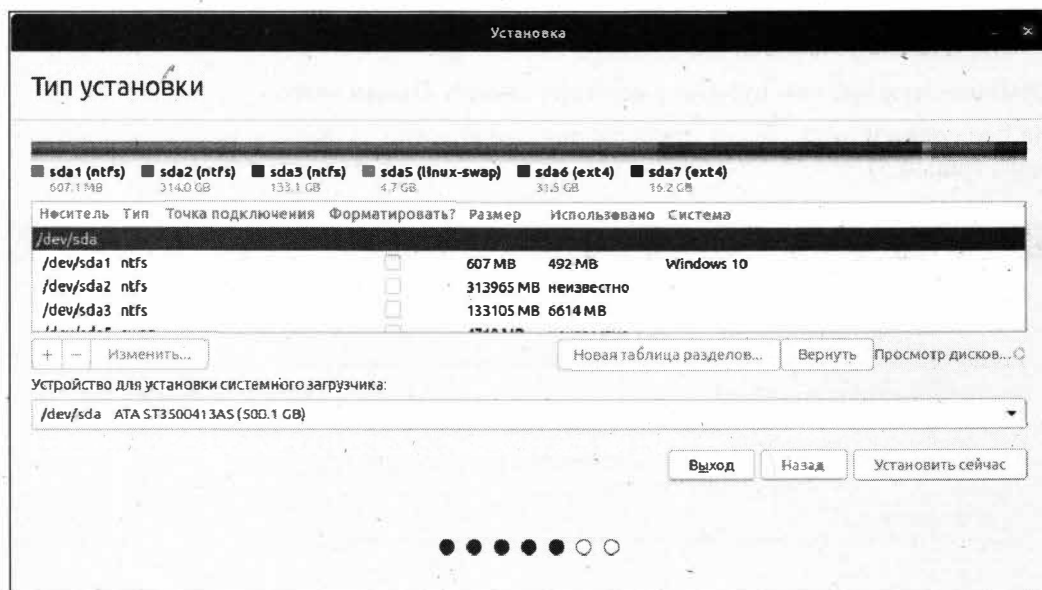 Установка
Тип установки
sda1 (ntfs) sda2 (ntfs) sda3 (ntfs) sda5 (linux-swap) sda6 (ext4) sda7 (ext4)
607.1 MB 314.0 GB 133.1 GB 4.7 GB 31.5 GB 16.2 GB
Носитель Тип Точка подключения Форматировать? Размер Использовано Система
/dev/sda
/dev/sda1 ntfs 607 MB 492 MB Windows 10
/dev/sda2 ntfs 313965 MB неизвестно
/dev/sda3 ntfs 133105 MB 6614 MB
+ − Изменить... Новая таблица разделов... Вернуть Просмотр дисков...
Устройство для установки системного загрузчика:
/dev/sda ATA ST3500413AS (500.1 GB)
Выход Назад Установить сейчас